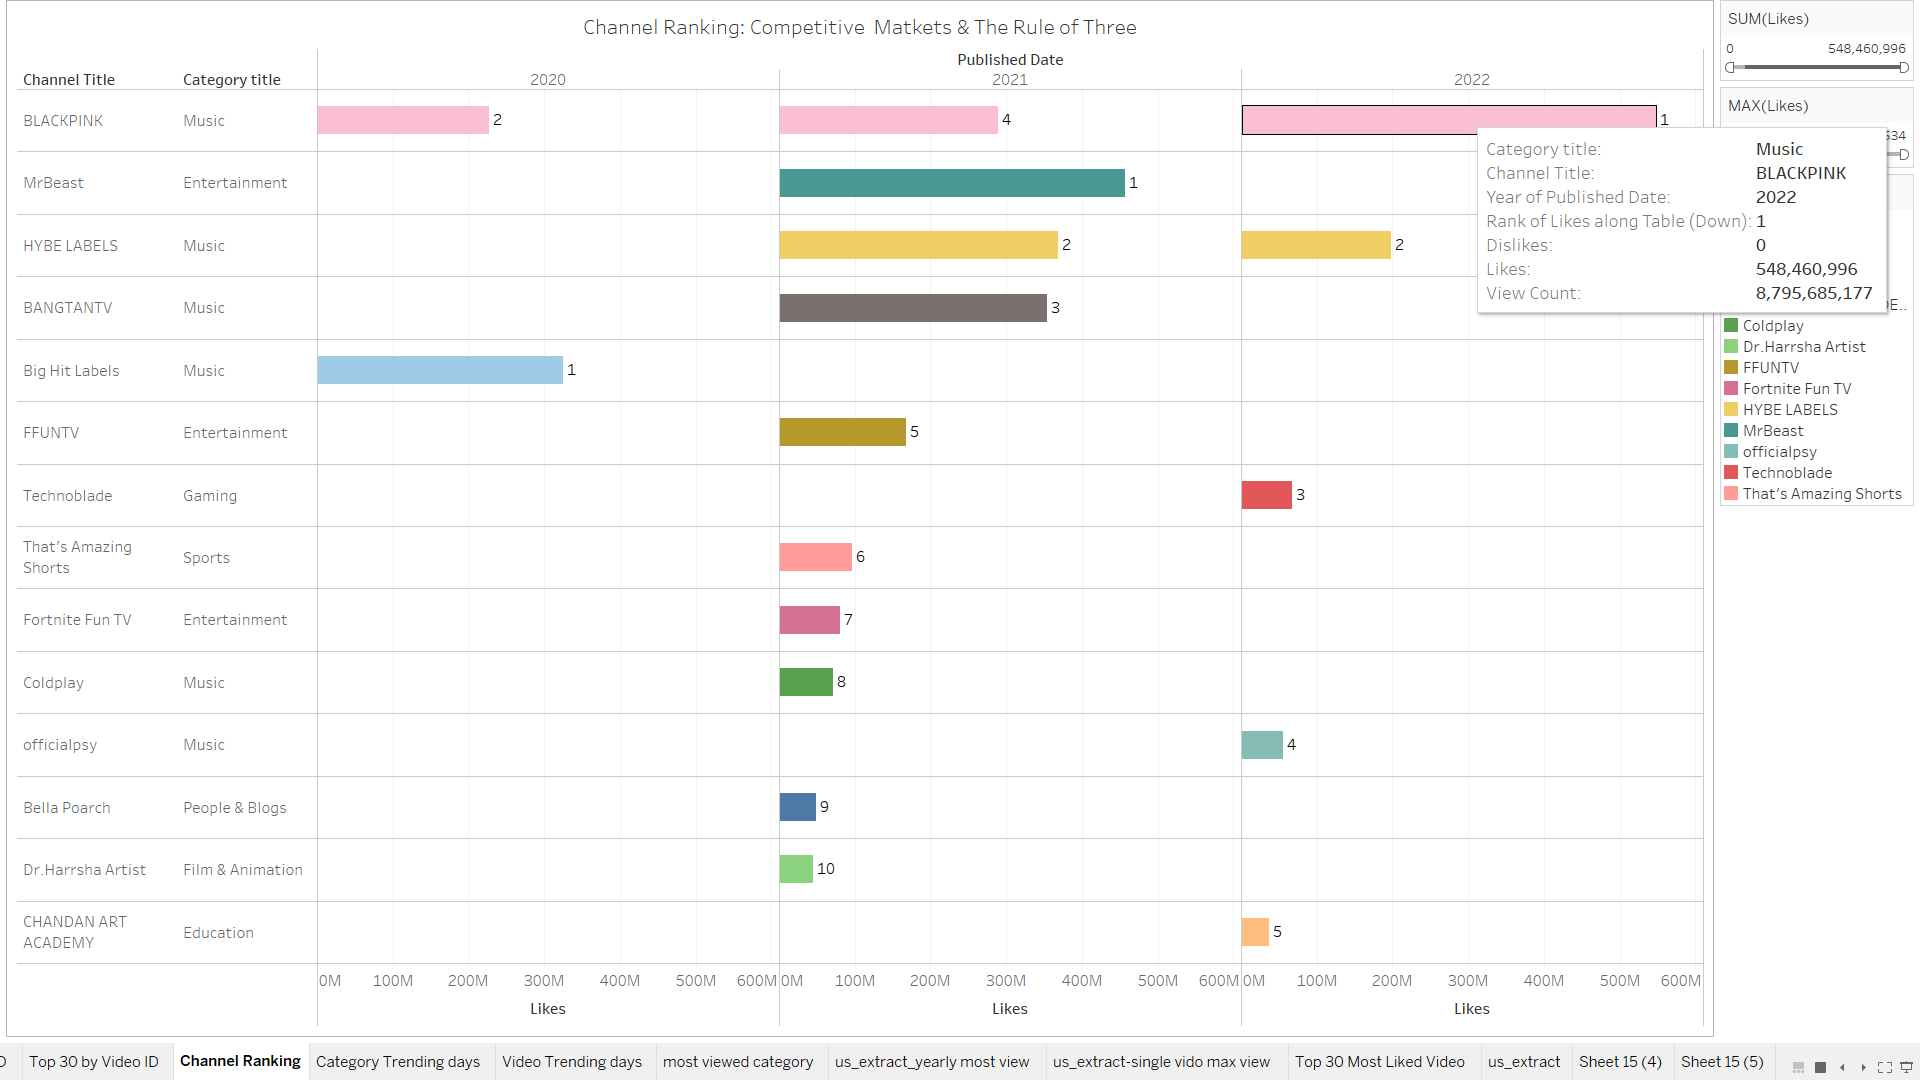 Channel Ranking: Competitive  Matkets & The Rule of Three
Published Date
Channel Title Category title 2020 2021 2022
BLACKPINK Music 2 4 1
MrBeast Entertainment 1
HYBE LABELS Music 2 2
BANGTANTV Music 3
Big Hit Labels Music 1
FFUNTV Entertainment 5
Technoblade Gaming 3
That's Amazing
Shorts
Sports 6
Fortnite Fun TV Entertainment 7
Coldplay Music 8
officialpsy Music 4
Bella Poarch People & Blogs 9
Dr.Harrsha Artist Film & Animation 10
CHANDAN ART
ACADEMY
Education 5
0M 100M 200M 300M 400M 500M 600M 0M 100M 200M 300M 400M 500M 600M 0M 100M 200M 300M 400M 500M 600M
Likes Likes Likes
Category title: Music
Channel Title: BLACKPINK
Year of Published Date: 2022
Rank of Likes along Table (Down): 1
Dislikes: 0
Likes: 548,460,996
View Count: 8,795,685,177
SUM(Likes)
0 548,460,996
MAX(Likes)
534
DE..
Coldplay
Dr.Harrsha Artist
FFUNTV
Fortnite Fun TV
HYBE LABELS
MrBeast
officialpsy
Technoblade
That's Amazing Shorts
Top 30 by Video ID Channel Ranking Category Trending days Video Trending days most viewed category us_extract_yearly most view us_extract-single vido max view Top 30 Most Liked Video us_extract Sheet 15 (4) Sheet 15 (5)